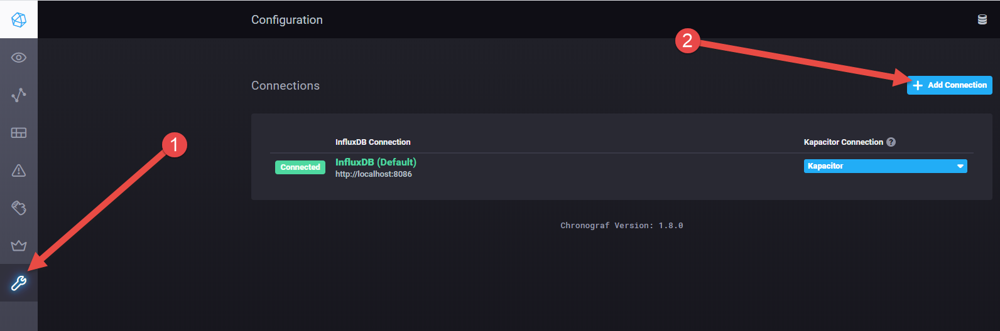 Configuration
2
Connections
Add Connection
1
InfluxDB Connection
Kapacitor Connection ?
Connected
InfluxDB (Default)
http://localhost:8086
Kapacitor
Chronograf Version: 1.8.0